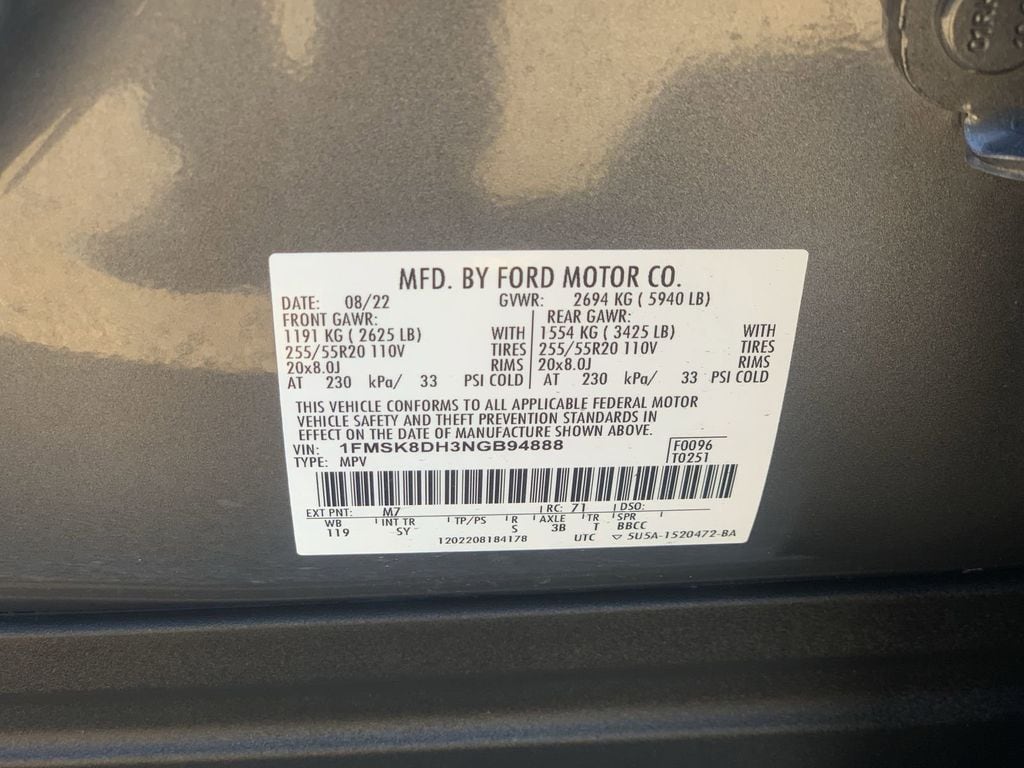 MFD. BY FORD MOTOR CO.
DATE: 08/22 GVWR: 2694 KG ( 5940 LB)
FRONT GAWR: REAR GAWR:
1191 KG ( 2625 LB) WITH 1554 KG ( 3425 LB) WITH
255/55R20 110V TIRES 255/55R20 110V TIRES
20x8.0J RIMS 20x8.0J RIMS
AT 230 kPa/ 33 PSI COLD AT 230 kPa/ 33 PSI COLD
THIS VEHICLE CONFORMS TO ALL APPLICABLE FEDERAL MOTOR
VEHICLE SAFETY AND THEFT PREVENTION STANDARDS IN
EFFECT ON THE DATE OF MANUFACTURE SHOWN ABOVE.
VIN: 1FMSK8DH3NGB94888 F0096
TYPE: MPV T0251
EXT PNT: M7 RC: 71 DSO:
WB INT TR TP/PS R AXLE TR SPR
119 SY S 3B T BBCC
1202208184178 UTC ▽ 5U5A-1520472-BA